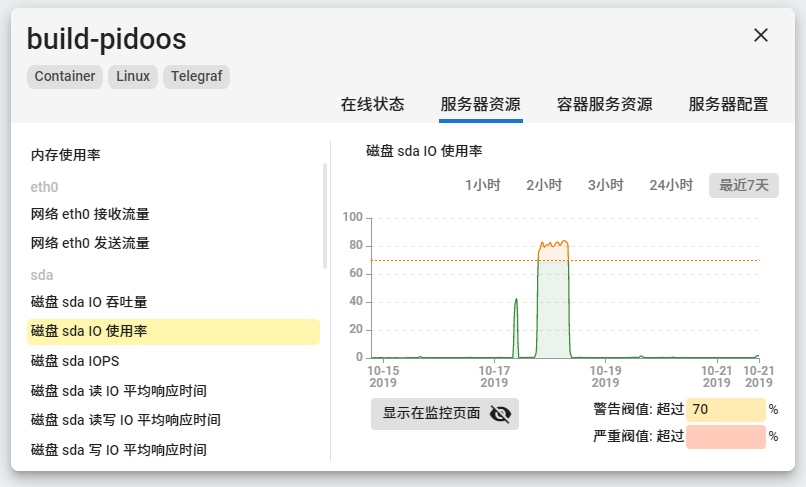 build-pidoos
Container Linux Telegraf
在线状态 服务器资源 容器服务资源 服务器配置
内存使用率
eth0
网络 eth0 接收流量
网络 eth0 发送流量
sda
磁盘 sda IO 吞吐量
磁盘 sda IO 使用率
磁盘 sda IOPS
磁盘 sda 读 IO 平均响应时间
磁盘 sda 读写 IO 平均响应时间
磁盘 sda 写 IO 平均响应时间
磁盘 sda IO 使用率
1小时 2小时 3小时 24小时 最近7天
100
80
60
40
20
0
10-15 10-17 10-19 10-21 10-21
2019 2019 2019 2019 2019
显示在监控页面
警告阀值: 超过 70 %
严重阀值: 超过 %